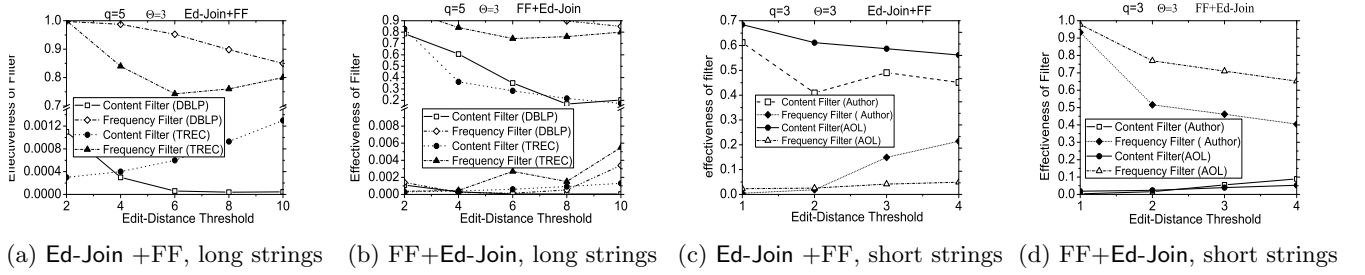 q=5 Θ=3 Ed-Join+FF
Effectiveness of Filter
1.0
0.9
0.8
0.7
0.0012
0.0008
0.0004
0.0000
Content Filter (DBLP)
Frequency Filter (DBLP)
Content Filter (TREC)
Frequency Filter (TREC)
2 4 6 8 10
Edit-Distance Threshold
(a) Ed-Join +FF, long strings
q=5 Θ=3 FF+Ed-Join
Effectiveness of Filter
0.9
0.8
0.7
0.6
0.5
0.4
0.3
0.2
0.008
0.006
0.004
0.002
0.000
Content Filter (DBLP)
Frequency Filter (DBLP)
Content Filter (TREC)
Frequency Filter (TREC)
2 4 6 8 10
Edit-Distance Threshold
(b) FF+Ed-Join, long strings
q=3 Θ=3 Ed-Join+FF
effectiveness of filter
0.7
0.6
0.5
0.4
0.3
0.2
0.1
0.0
Content Filter (Author)
Frequency Filter ( Author)
Content Filter(AOL)
Frequency Filter (AOL)
1 2 3 4
Edit-Distance Threshold
(c) Ed-Join +FF, short strings
q=3 Θ=3 FF+Ed-Join
Effectiveness of Filter
1.0
0.9
0.8
0.7
0.6
0.5
0.4
0.3
0.2
0.1
0.0
Content Filter (Author)
Frequency Filter ( Author)
Content Filter(AOL)
Frequency Filter (AOL)
1 2 3 4
Edit-Distance Threshold
(d) FF+Ed-Join, short strings